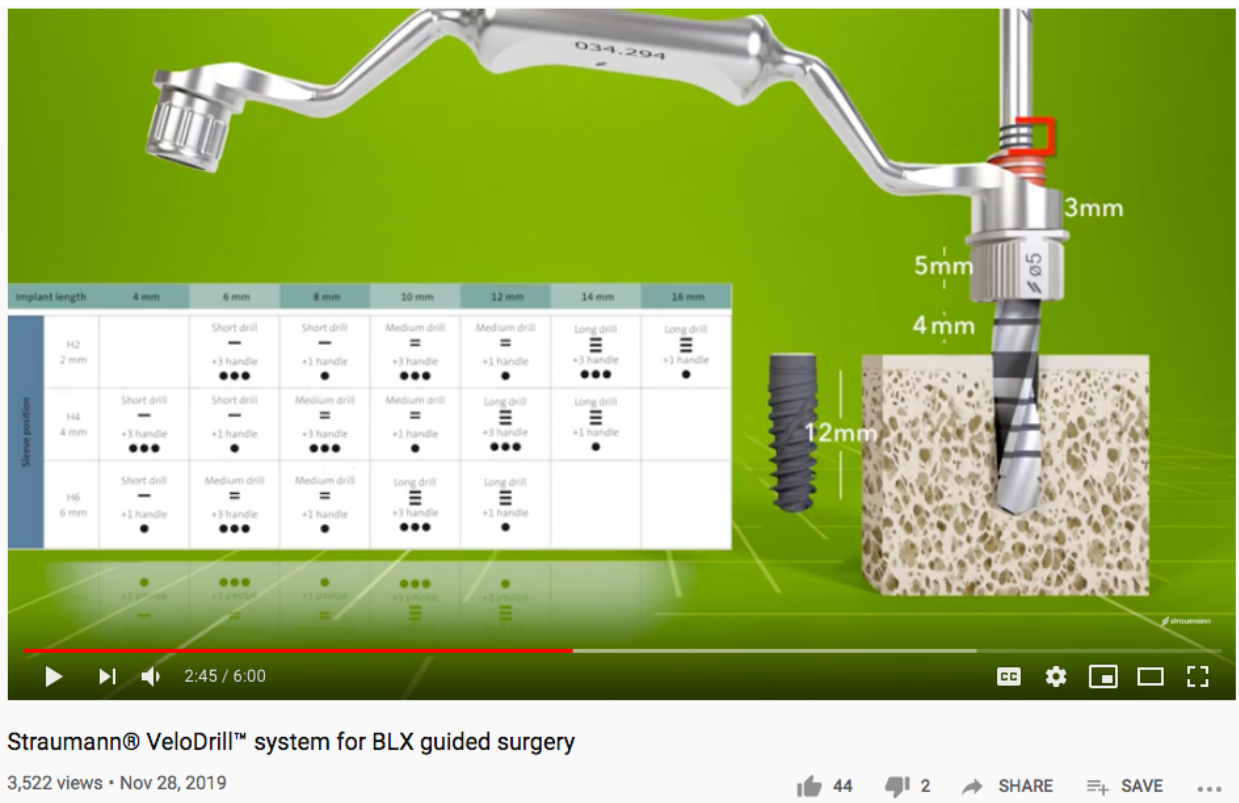 034.294
3mm
5mm
ø5
4mm
12mm
Implant length 4 mm 6 mm 8 mm 10 mm 12 mm 14 mm 16 mm
Sleeve position
H2 Short drill Short drill Medium drill Medium drill Long drill Long drill
2 mm +3 handle +1 handle +3 handle +1 handle +3 handle +1 handle
H4 Short drill Short drill Medium drill Medium drill Long drill Long drill
4 mm +3 handle +1 handle +3 handle +1 handle +3 handle +1 handle
H6 Short drill Medium drill Medium drill Long drill Long drill
6 mm +1 handle +3 handle +1 handle +3 handle +1 handle
straumann
2:45 / 6:00
CC
Straumann® VeloDrill™ system for BLX guided surgery
3,522 views • Nov 28, 2019
44 2 SHARE SAVE